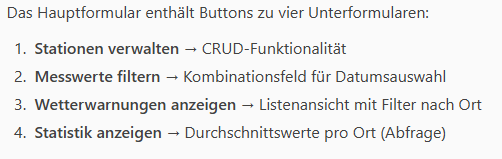 Das Hauptformular enthält Buttons zu vier Unterformularen:
1. Stationen verwalten → CRUD-Funktionalität
2. Messwerte filtern → Kombinationsfeld für Datumsauswahl
3. Wetterwarnungen anzeigen → Listenansicht mit Filter nach Ort
4. Statistik anzeigen → Durchschnittswerte pro Ort (Abfrage)